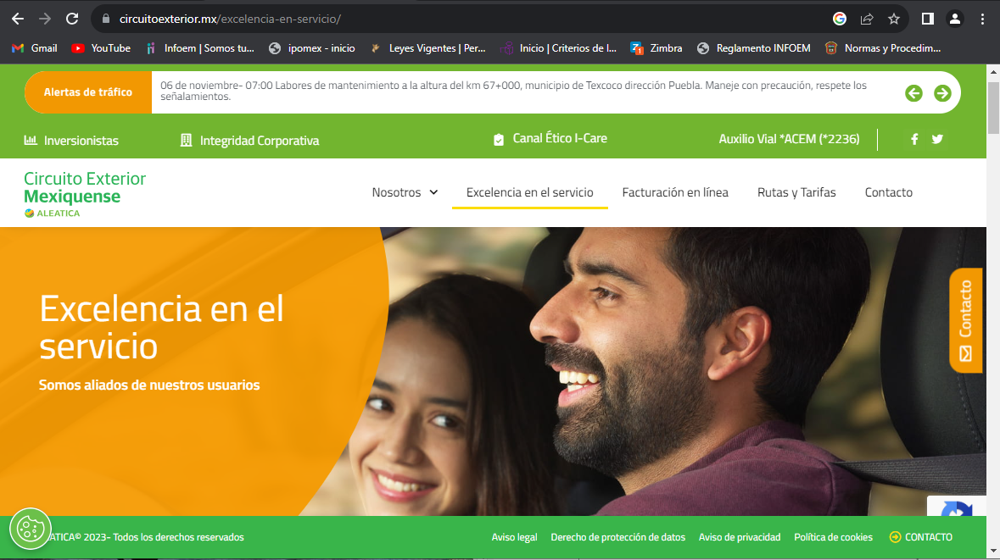 circuitoexterior.mx/excelencia-en-servicio/
Gmail
YouTube
Infoem | Somos tu...
ipomex - inicio
Leyes Vigentes | Per...
Inicio | Criterios de l...
Zimbra
Reglamento INFOEM
Normas y Procedim...
Alertas de tráfico
06 de noviembre- 07:00 Labores de mantenimiento a la altura del km 67+000, municipio de Texcoco dirección Puebla. Maneje con precaución, respete los
señalamientos.
Inversionistas
Integridad Corporativa
Canal Ético I-Care
Auxilio Vial *ACEM (*2236)
Circuito Exterior
Mexiquense
ALEATICA
Nosotros
Excelencia en el servicio
Facturación en línea
Rutas y Tarifas
Contacto
Excelencia en el
servicio
Somos aliados de nuestros usuarios
Contacto
EATICA© 2023- Todos los derechos reservados
Aviso legal
Derecho de protección de datos
Aviso de privacidad
Política de cookies
CONTACTO